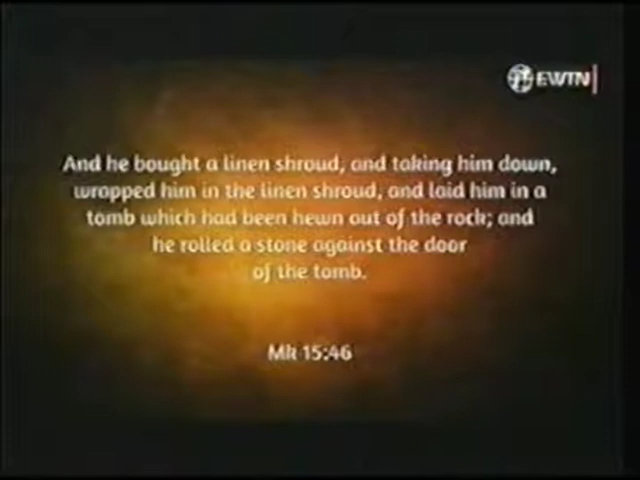 EWTN
And he bought a linen shroud, and taking him down,
wrapped him in the linen shroud, and laid him in a
tomb which had been hewn out of the rock; and
he rolled a stone against the door
of the tomb.
Mk 15:46